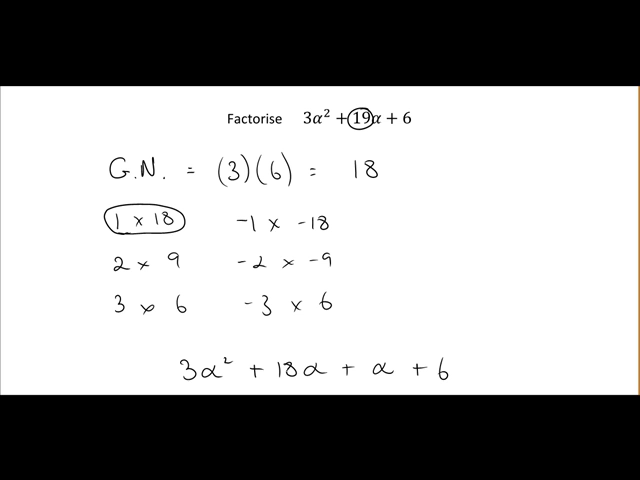 Factorise 3α² + 19α + 6
G.N. = (3)(6) = 18
1 x 18 -1 x -18
2 x 9 -2 x -9
3 x 6 -3 x 6
3α² + 18α + α + 6